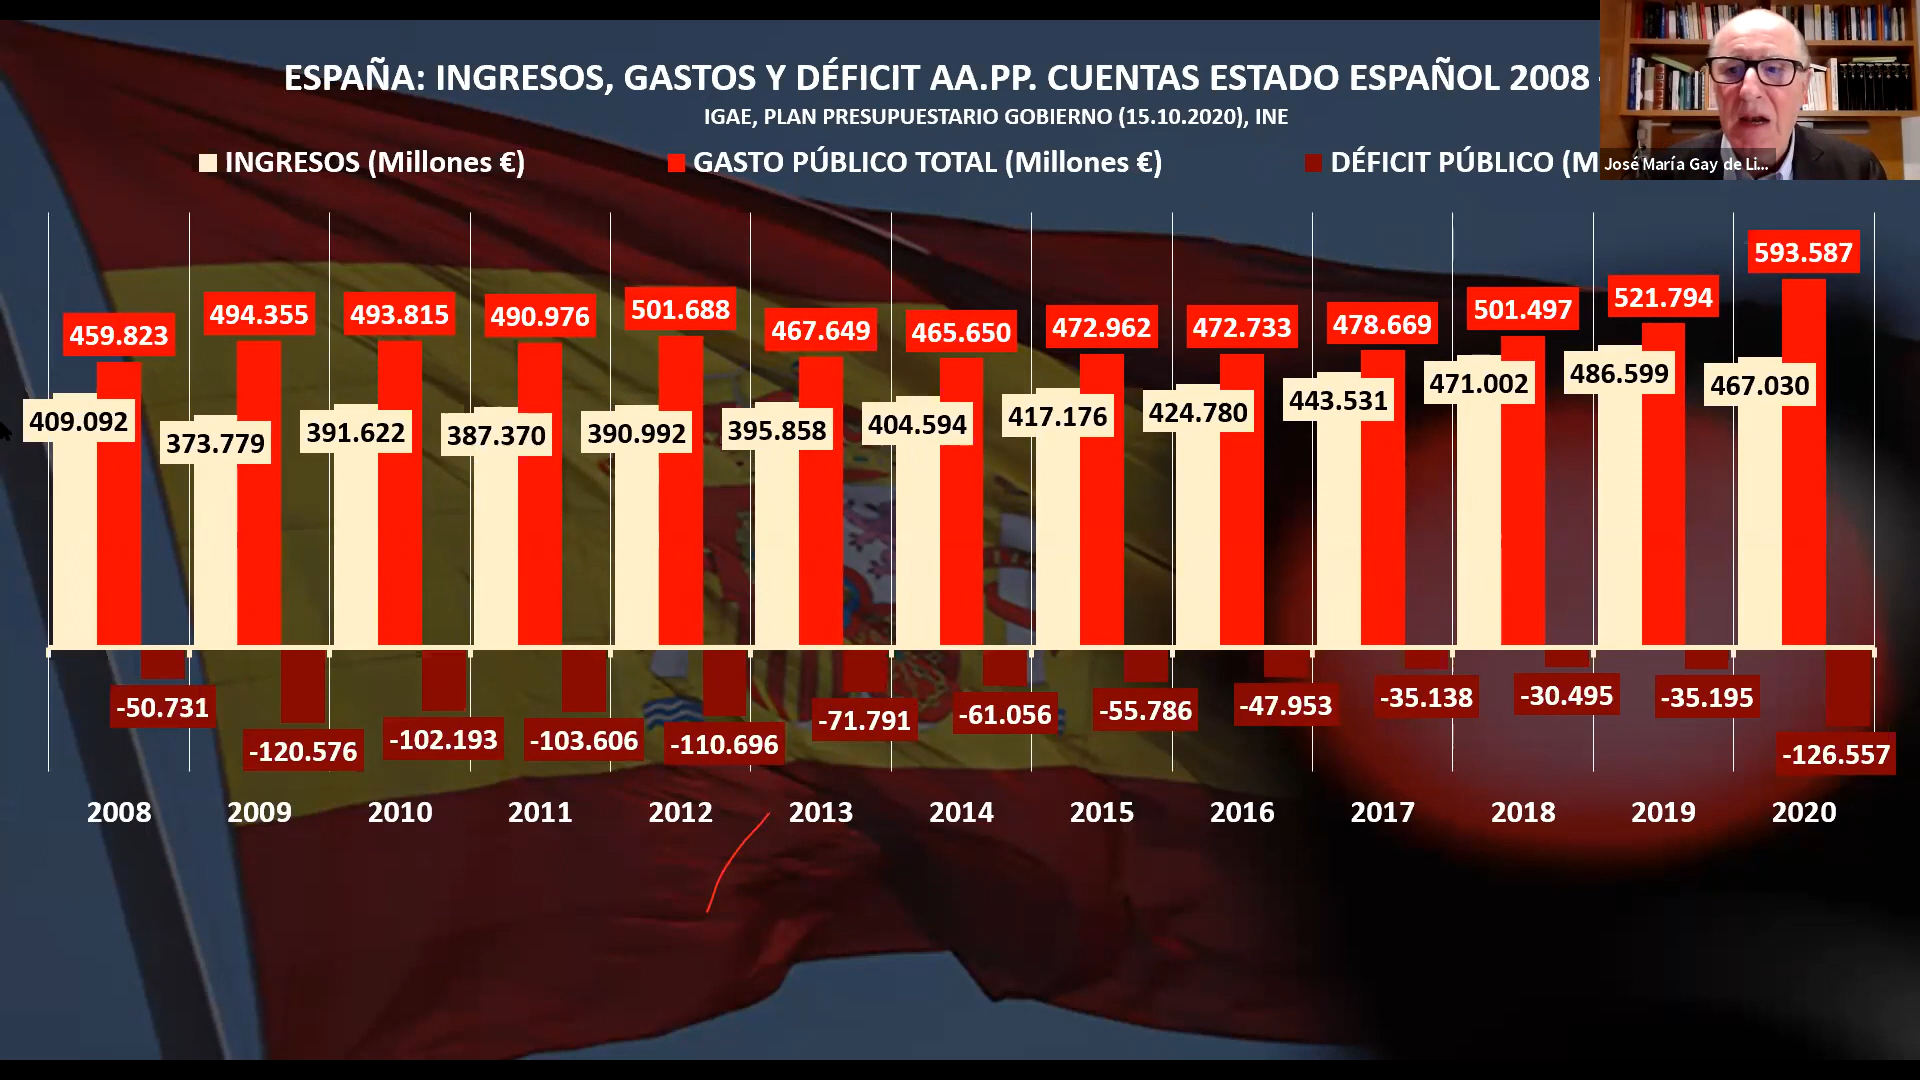 ESPAÑA: INGRESOS, GASTOS Y DÉFICIT AA.PP. CUENTAS ESTADO ESPAÑOL 2008
IGAE, PLAN PRESUPUESTARIO GOBIERNO (15.10.2020), INE
INGRESOS (Millones €) GASTO PÚBLICO TOTAL (Millones €) DÉFICIT PÚBLICO (M
José María Gay de Li...
459.823 494.355 493.815 490.976 501.688 467.649 465.650 472.962 472.733 478.669 501.497 521.794 593.587
409.092 373.779 391.622 387.370 390.992 395.858 404.594 417.176 424.780 443.531 471.002 486.599 467.030
-50.731 -120.576 -102.193 -103.606 -110.696 -71.791 -61.056 -55.786 -47.953 -35.138 -30.495 -35.195 -126.557
2008 2009 2010 2011 2012 2013 2014 2015 2016 2017 2018 2019 2020